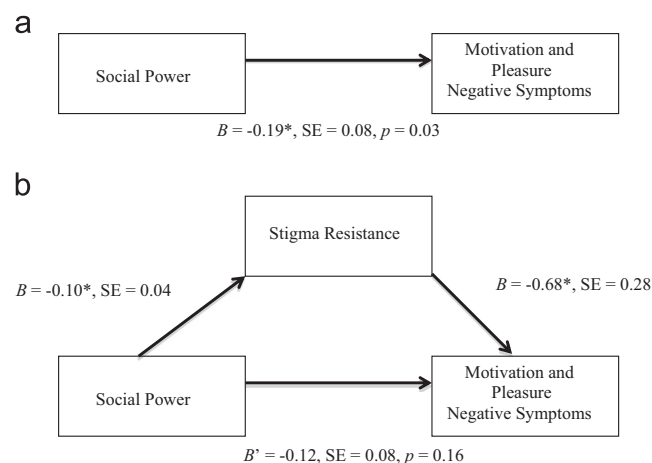 a
Social Power
Motivation and
Pleasure
Negative Symptoms
B = -0.19*, SE = 0.08, p = 0.03
b
Stigma Resistance
B = -0.10*, SE = 0.04
B = -0.68*, SE = 0.28
Social Power
Motivation and
Pleasure
Negative Symptoms
B’ = -0.12, SE = 0.08, p = 0.16